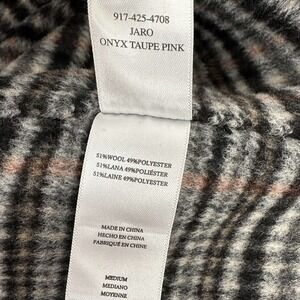 917-425-4708
JARO
ONYX TAUPE PINK
51%WOOL 49%POLYESTER
51%LANA 49%POLIÉSTER
51%LAINE 49%POLYESTER
MADE IN CHINA
HECHO EN CHINA
FABRIQUÉ EN CHINE
MEDIUM
MEDIANO
MOYENNE